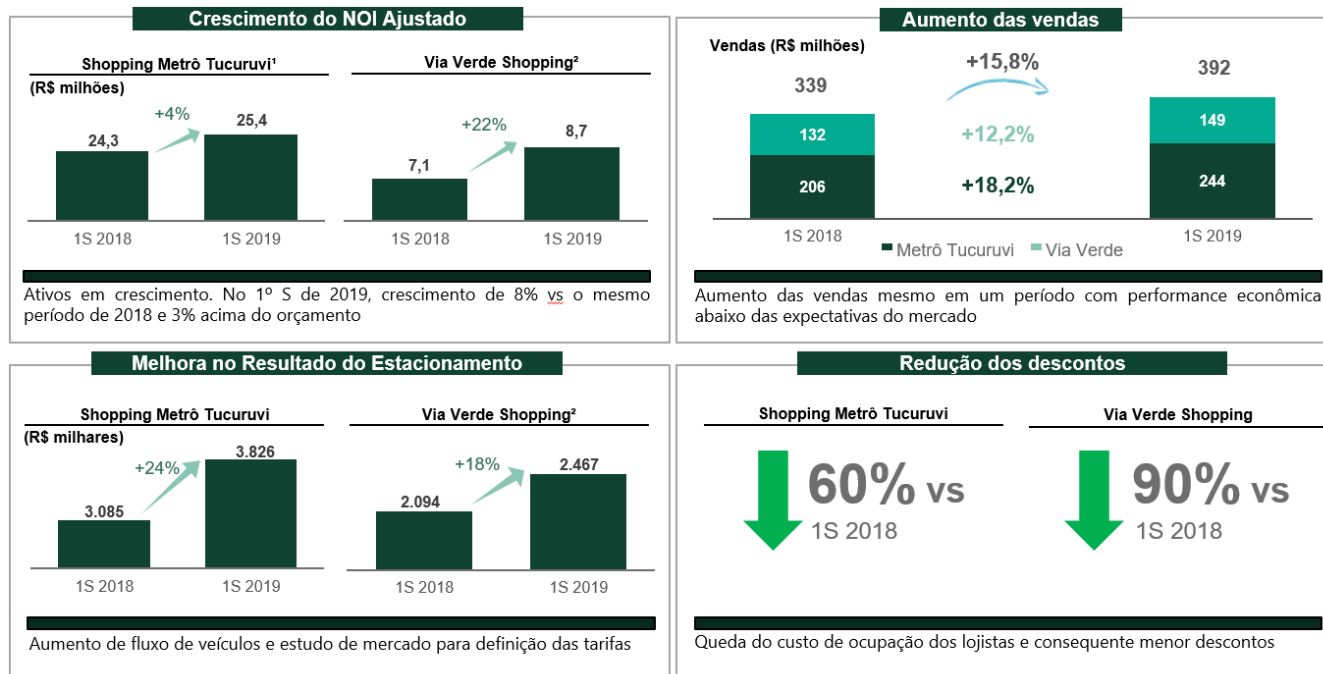 Crescimento do NOI Ajustado
Shopping Metrô Tucuruvi¹
(R$ milhões)
24,3
+4%
25,4
1S 2018
1S 2019
Via Verde Shopping²
7,1
+22%
8,7
1S 2018
1S 2019
Ativos em crescimento. No 1º S de 2019, crescimento de 8% vs o mesmo
período de 2018 e 3% acima do orçamento
Aumento das vendas
Vendas (R$ milhões)
339
+15,8%
392
132
+12,2%
149
206
+18,2%
244
1S 2018
1S 2019
Metrô Tucuruvi
Via Verde
Aumento das vendas mesmo em um período com performance econômica
abaixo das expectativas do mercado
Melhora no Resultado do Estacionamento
Shopping Metrô Tucuruvi
(R$ milhares)
3.085
+24%
3.826
1S 2018
1S 2019
Via Verde Shopping²
2.094
+18%
2.467
1S 2018
1S 2019
Aumento de fluxo de veículos e estudo de mercado para definição das tarifas
Redução dos descontos
Shopping Metrô Tucuruvi
60% vs
1S 2018
Via Verde Shopping
90% vs
1S 2018
Queda do custo de ocupação dos lojistas e consequente menor descontos